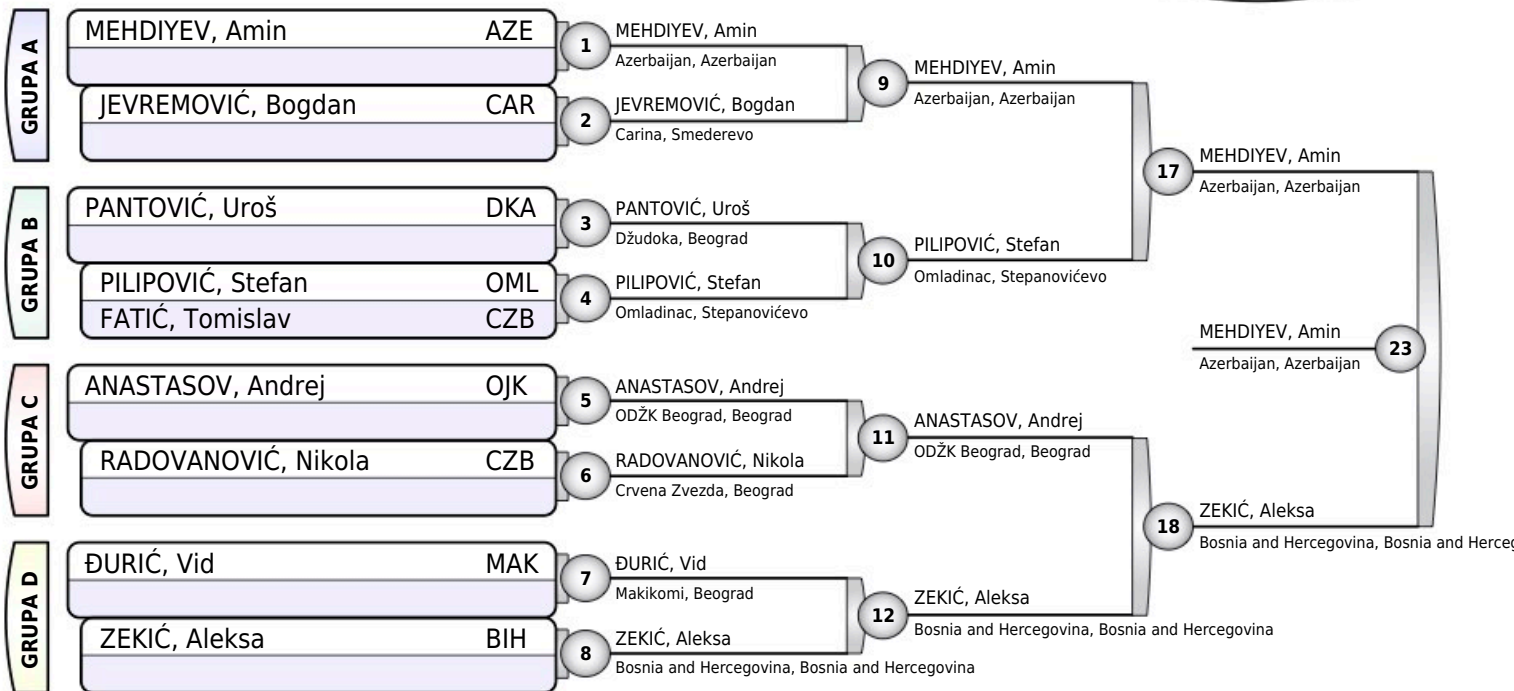 GRUPA A
MEHDIYEV, Amin AZE
JEVREMOVIĆ, Bogdan CAR
1
MEHDIYEV, Amin
Azerbaijan, Azerbaijan
2
JEVREMOVIĆ, Bogdan
Carina, Smederevo
9
MEHDIYEV, Amin
Azerbaijan, Azerbaijan
GRUPA B
PANTOVIĆ, Uroš DKA
PILIPOVIĆ, Stefan OML
FATIĆ, Tomislav CZB
3
PANTOVIĆ, Uroš
Džudoka, Beograd
4
PILIPOVIĆ, Stefan
Omladinac, Stepanovićevo
10
PILIPOVIĆ, Stefan
Omladinac, Stepanovićevo
17
MEHDIYEV, Amin
Azerbaijan, Azerbaijan
MEHDIYEV, Amin
Azerbaijan, Azerbaijan
23
GRUPA C
ANASTASOV, Andrej OJK
RADOVANOVIĆ, Nikola CZB
5
ANASTASOV, Andrej
ODŽK Beograd, Beograd
6
RADOVANOVIĆ, Nikola
Crvena Zvezda, Beograd
11
ANASTASOV, Andrej
ODŽK Beograd, Beograd
GRUPA D
ĐURIĆ, Vid MAK
ZEKIĆ, Aleksa BIH
7
ĐURIĆ, Vid
Makikomi, Beograd
8
ZEKIĆ, Aleksa
Bosnia and Hercegovina, Bosnia and Hercegovina
12
ZEKIĆ, Aleksa
Bosnia and Hercegovina, Bosnia and Hercegovina
18
ZEKIĆ, Aleksa
Bosnia and Hercegovina, Bosnia and